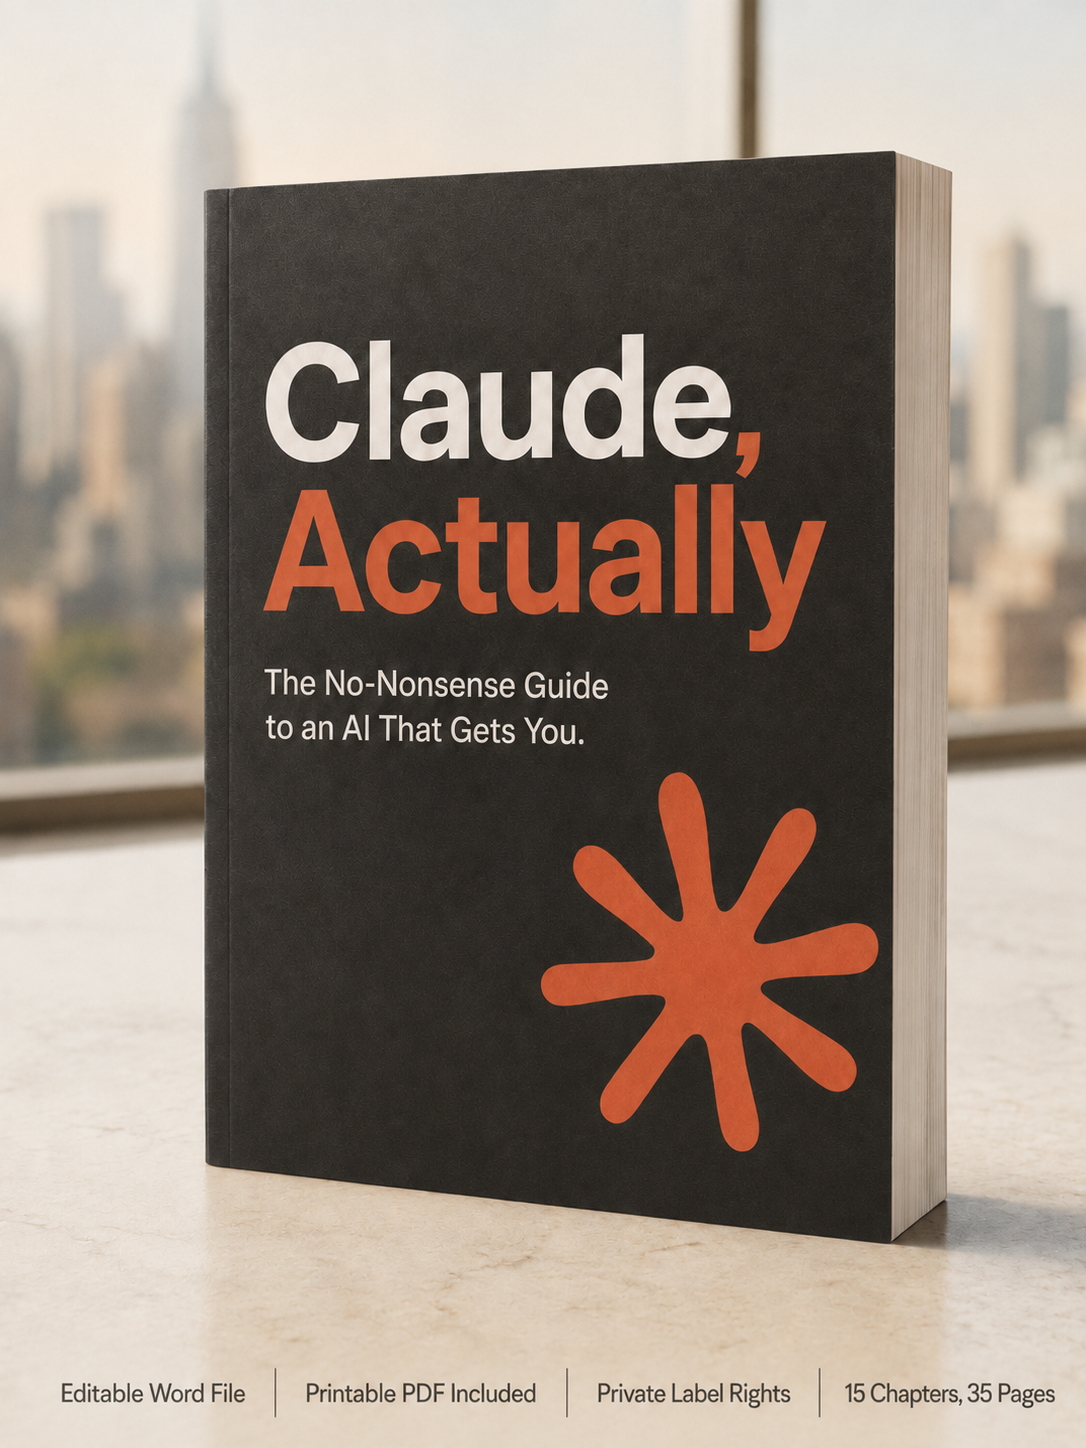 Claude,
Actually
The No-Nonsense Guide
to an AI That Gets You.
Editable Word File
Printable PDF Included
Private Label Rights
15 Chapters, 35 Pages